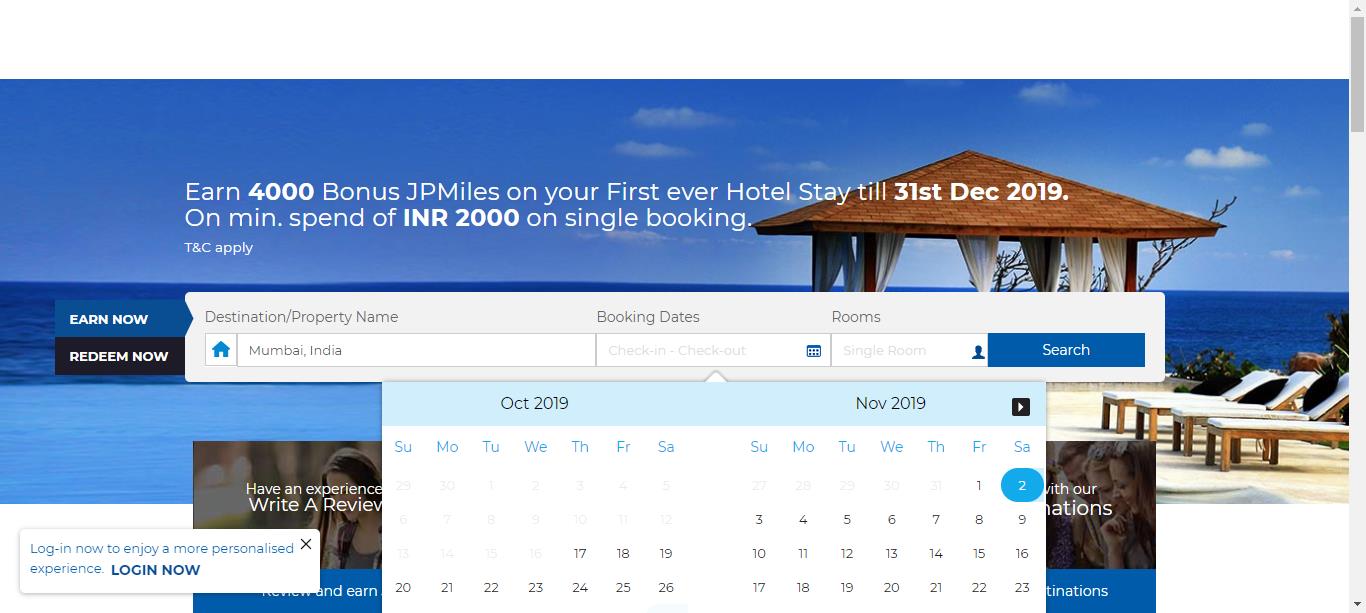 Earn 4000 Bonus JPMiles on your First ever Hotel Stay till 31st Dec 2019.
On min. spend of INR 2000 on single booking.
T&C apply
EARN NOW
REDEEM NOW
Destination/Property Name
Booking Dates
Rooms
Mumbai, India
Check-in - Check-out
Single Room
Search
Oct 2019
Nov 2019
Su Mo Tu We Th Fr Sa
29 30 1 2 3 4 5
6 7 8 9 10 11 12
13 14 15 16 17 18 19
20 21 22 23 24 25 26
Su Mo Tu We Th Fr Sa
27 28 29 30 31 1 2
3 4 5 6 7 8 9
10 11 12 13 14 15 16
17 18 19 20 21 22 23
Have an experience
Write A Review
with our
Log-in now to enjoy a more personalised
experience. LOGIN NOW
Review and earn